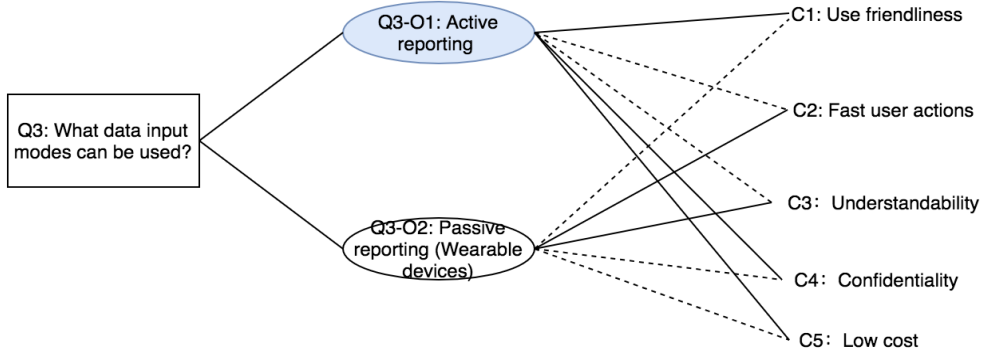 Q3: What data input
modes can be used?
Q3-O1: Active
reporting
Q3-O2: Passive
reporting (Wearable
devices)
C1: Use friendliness
C2: Fast user actions
C3: Understandability
C4: Confidentiality
C5: Low cost